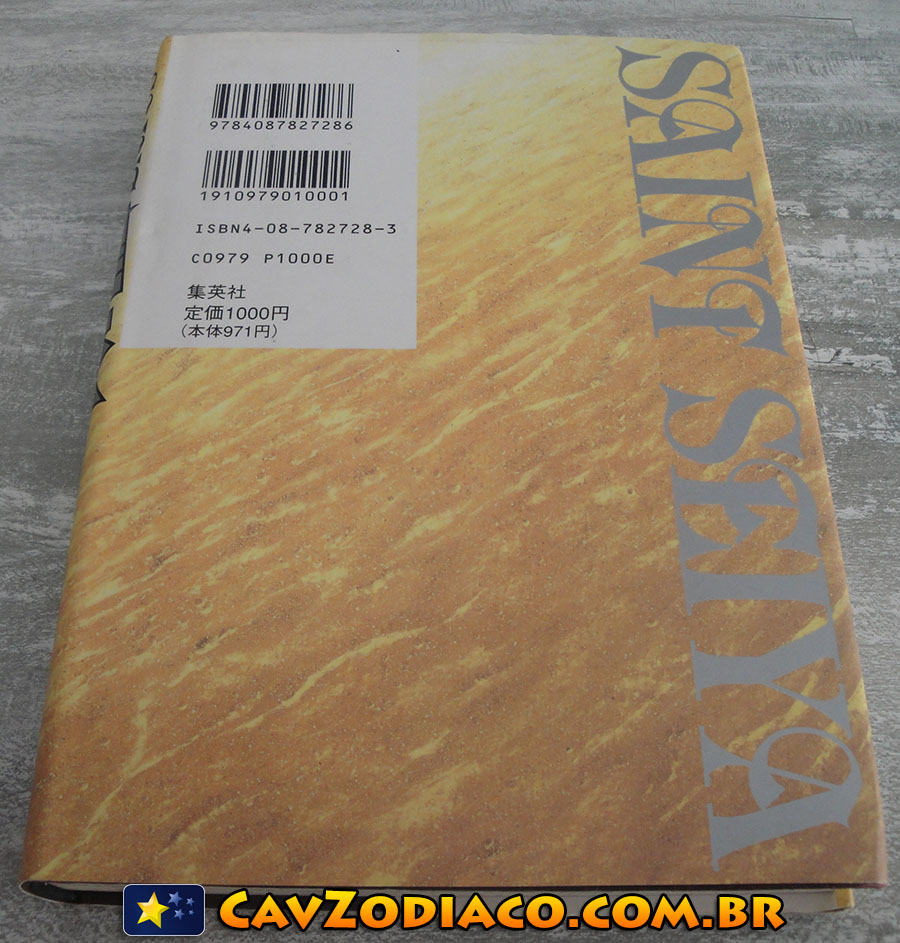 9784087827286
1910979010001
ISBN4-08-782728-3
C0979 P1000E
集英社
定価1000円
(本体971円)
SAINT SEIYA
CAVZODIACO.COM.BR